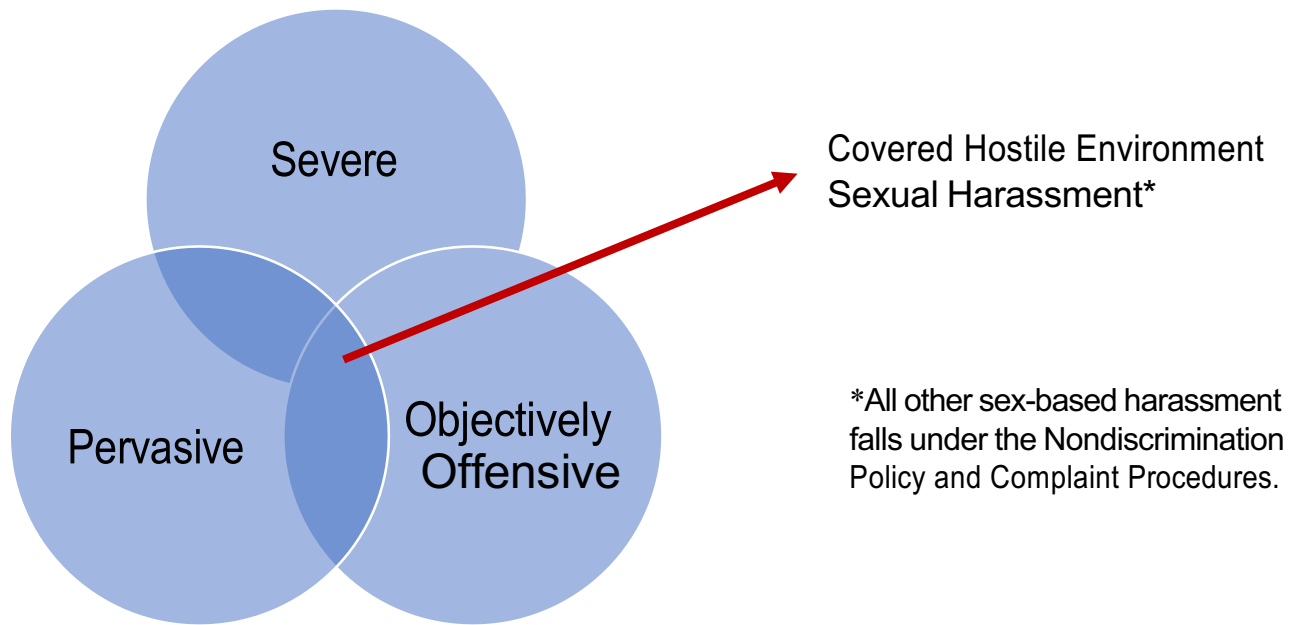 Severe
Covered Hostile Environment
Sexual Harassment*
Pervasive
Objectively
Offensive
*All other sex-based harassment
falls under the Nondiscrimination
Policy and Complaint Procedures.